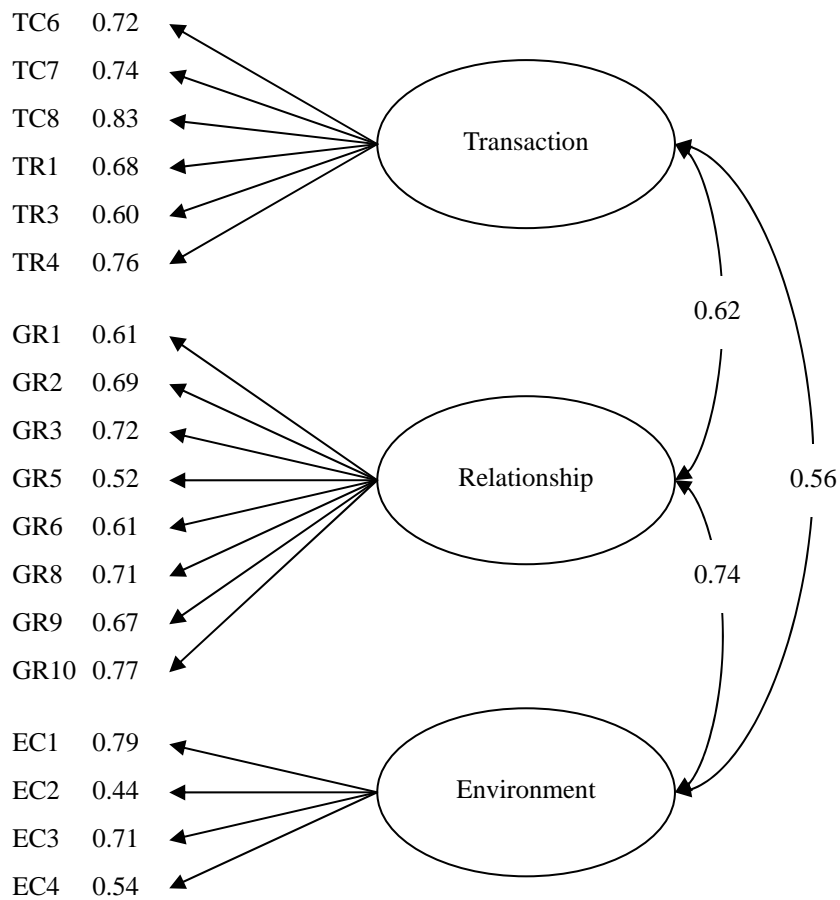 TC6 0.72
TC7 0.74
TC8 0.83
TR1 0.68
TR3 0.60
TR4 0.76
Transaction
0.62
GR1 0.61
GR2 0.69
GR3 0.72
GR5 0.52
GR6 0.61
GR8 0.71
GR9 0.67
GR10 0.77
Relationship
0.56
0.74
EC1 0.79
EC2 0.44
EC3 0.71
EC4 0.54
Environment